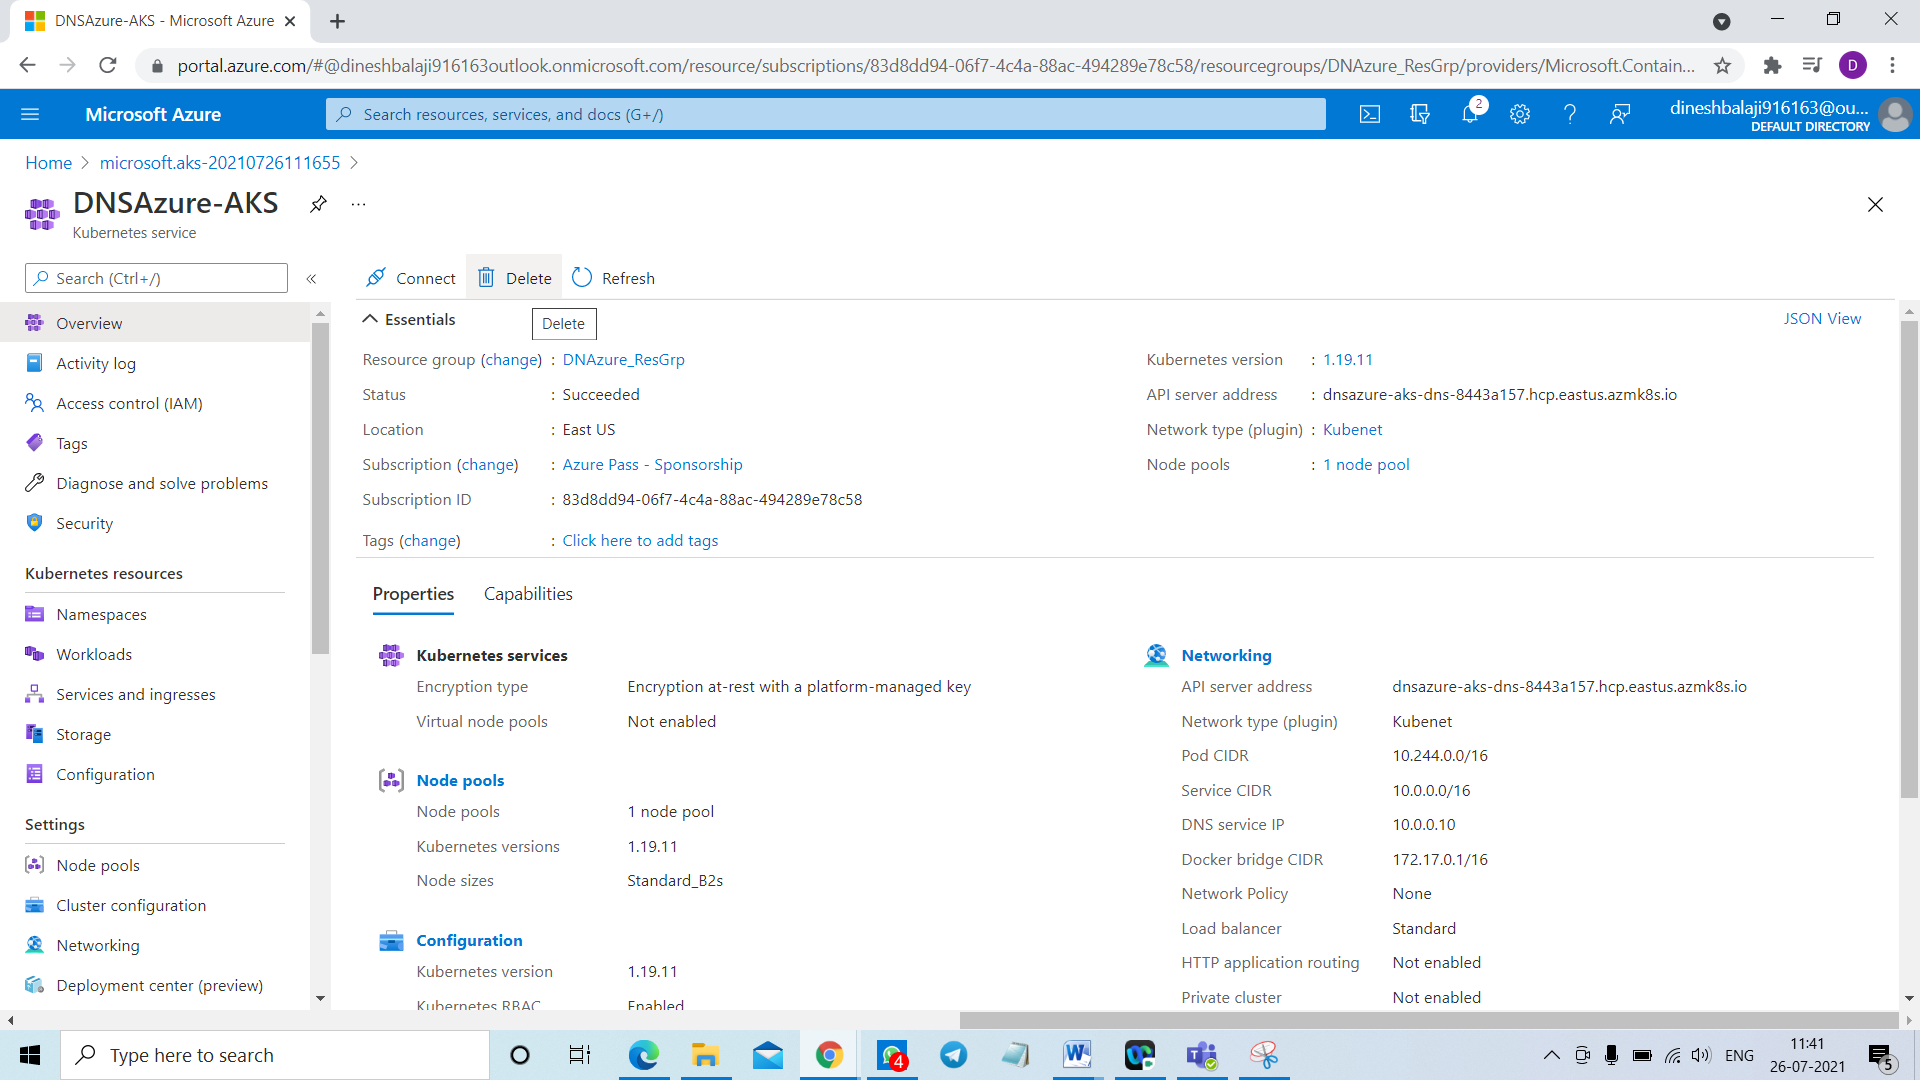 DNSAzure-AKS - Microsoft Azure
portal.azure.com/#@dineshbalaji916163outlook.onmicrosoft.com/resource/subscriptions/83d8dd94-06f7-4c4a-88ac-494289e78c58/resourcegroups/DNAzure_ResGrp/providers/Microsoft.Contain...
D
Microsoft Azure
Search resources, services, and docs (G+/)
2
dineshbalaji916163@ou...
DEFAULT DIRECTORY
Home > microsoft.aks-20210726111655 >
DNSAzure-AKS
Kubernetes service
Search (Ctrl+/)
Connect Delete Refresh
Delete
Overview
Activity log
Access control (IAM)
Tags
Diagnose and solve problems
Security
Kubernetes resources
Namespaces
Workloads
Services and ingresses
Storage
Configuration
Settings
Node pools
Cluster configuration
Networking
Deployment center (preview)
Essentials
JSON View
Resource group (change) : DNAzure_ResGrp
Status : Succeeded
Location : East US
Subscription (change) : Azure Pass - Sponsorship
Subscription ID : 83d8dd94-06f7-4c4a-88ac-494289e78c58
Tags (change) : Click here to add tags
Kubernetes version : 1.19.11
API server address : dnsazure-aks-dns-8443a157.hcp.eastus.azmk8s.io
Network type (plugin) : Kubenet
Node pools : 1 node pool
Properties Capabilities
Kubernetes services
Encryption type Encryption at-rest with a platform-managed key
Virtual node pools Not enabled
Node pools
Node pools 1 node pool
Kubernetes versions 1.19.11
Node sizes Standard_B2s
Configuration
Kubernetes version 1.19.11
Kubernetes RBAC Enabled
Networking
API server address dnsazure-aks-dns-8443a157.hcp.eastus.azmk8s.io
Network type (plugin) Kubenet
Pod CIDR 10.244.0.0/16
Service CIDR 10.0.0.0/16
DNS service IP 10.0.0.10
Docker bridge CIDR 172.17.0.1/16
Network Policy None
Load balancer Standard
HTTP application routing Not enabled
Private cluster Not enabled
Type here to search
4
ENG
11:41
26-07-2021
5